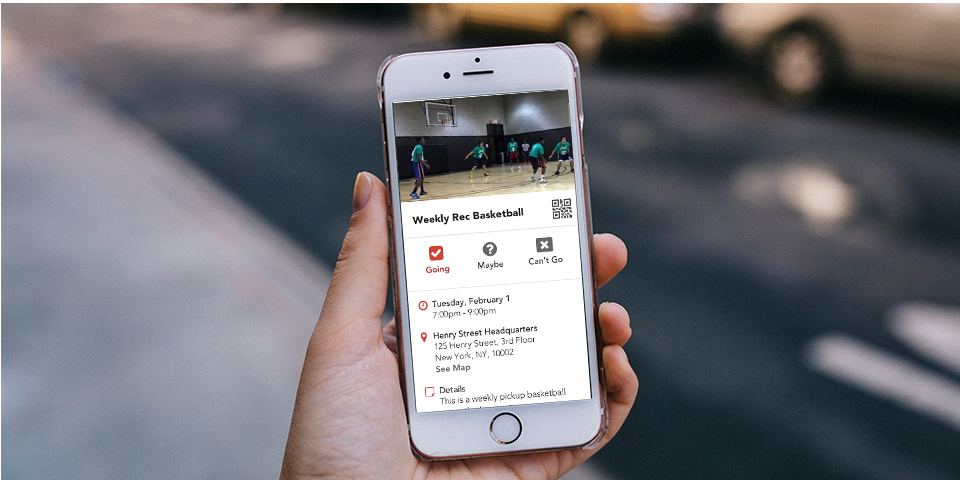 Weekly Rec Basketball
Going
Maybe
Can't Go
Tuesday, February 1
7:00pm - 9:00pm
Henry Street Headquarters
125 Henry Street, 3rd Floor
New York, NY, 10002
See Map
Details
This is a weekly pickup basketball